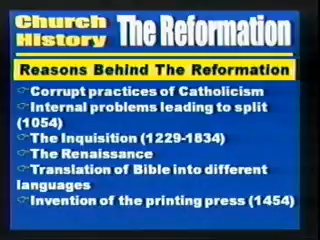 Church History The Reformation
Reasons Behind The Reformation
Corrupt practices of Catholicism
Internal problems leading to split
(1054)
The Inquisition (1229-1834)
The Renaissance
Translation of Bible into different
languages
Invention of the printing press (1454)